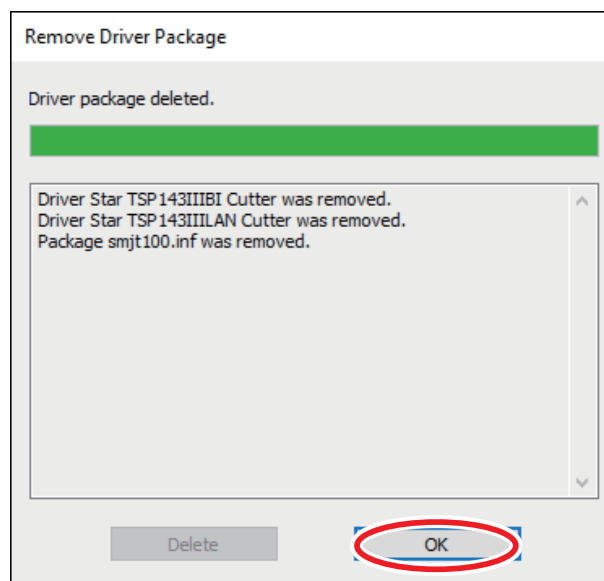 Remove Driver Package
Driver package deleted.
Driver Star TSP143IIIBI Cutter was removed.
Driver Star TSP143IIILAN Cutter was removed.
Package smjt100.inf was removed.
Delete
OK